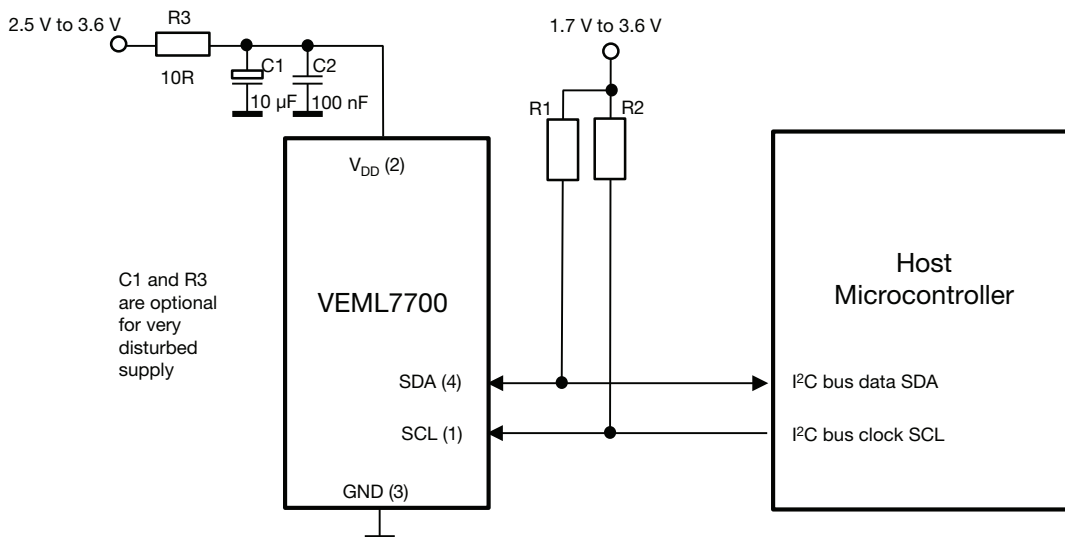 2.5 V to 3.6 V
R3
10R
C1
10 µF
C2
100 nF
1.7 V to 3.6 V
R1
R2
V_DD (2)
C1 and R3
are optional
for very
disturbed
supply
VEML7700
SDA (4)
SCL (1)
GND (3)
Host
Microcontroller
I²C bus data SDA
I²C bus clock SCL